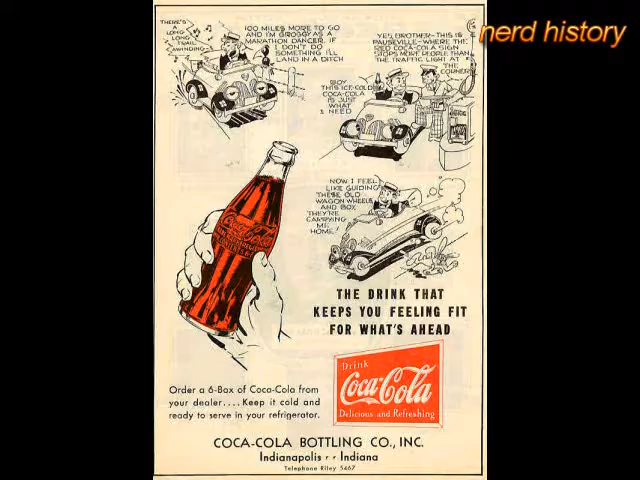 nerd history
THERE'S
A
LONG
LONG
TRAIL
A WINDING
100 MILES MORE TO GO
AND I'M GROGGY AS A
MARATHON DANCER. IF
I DON'T DO
SOMETHING I'LL
LAND IN A DITCH
YES, BROTHER - THIS IS
PAUSEVILLE - WHERE THE
RED COCA-COLA SIGN
STOPS MORE PEOPLE THAN
THE TRAFFIC LIGHT AT
THE
CORNER
BOY
THIS ICE-COLD
COCA-COLA
IS JUST
WHAT
I NEED
NOW I FEEL
LIKE GUIDING
THESE OLD
WAGON WHEELS
AND BOY,
THEY'RE
CARRYING
ME
HOME!
Coca-Cola
THE DRINK THAT
KEEPS YOU FEELING FIT
FOR WHAT'S AHEAD
Drink
Coca-Cola
Delicious and Refreshing
Order a 6-Box of Coca-Cola from
your dealer.... Keep it cold and
ready to serve in your refrigerator.
COCA-COLA BOTTLING CO., INC.
Indianapolis - - Indiana
Telephone Riley 5467